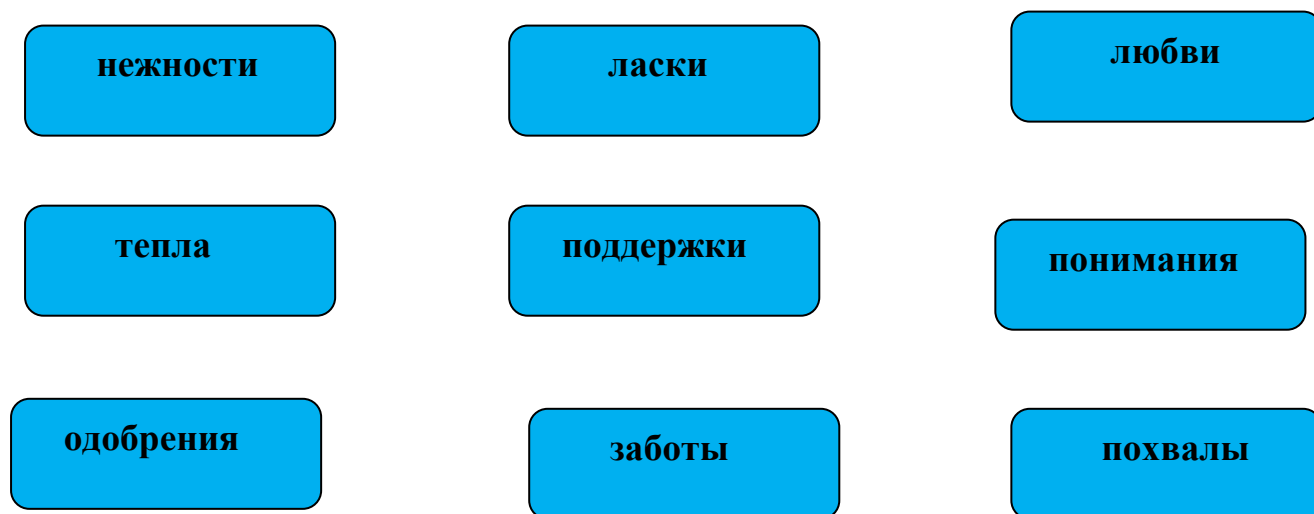 нежности
ласки
любви
тепла
поддержки
понимания
одобрения
заботы
похвалы